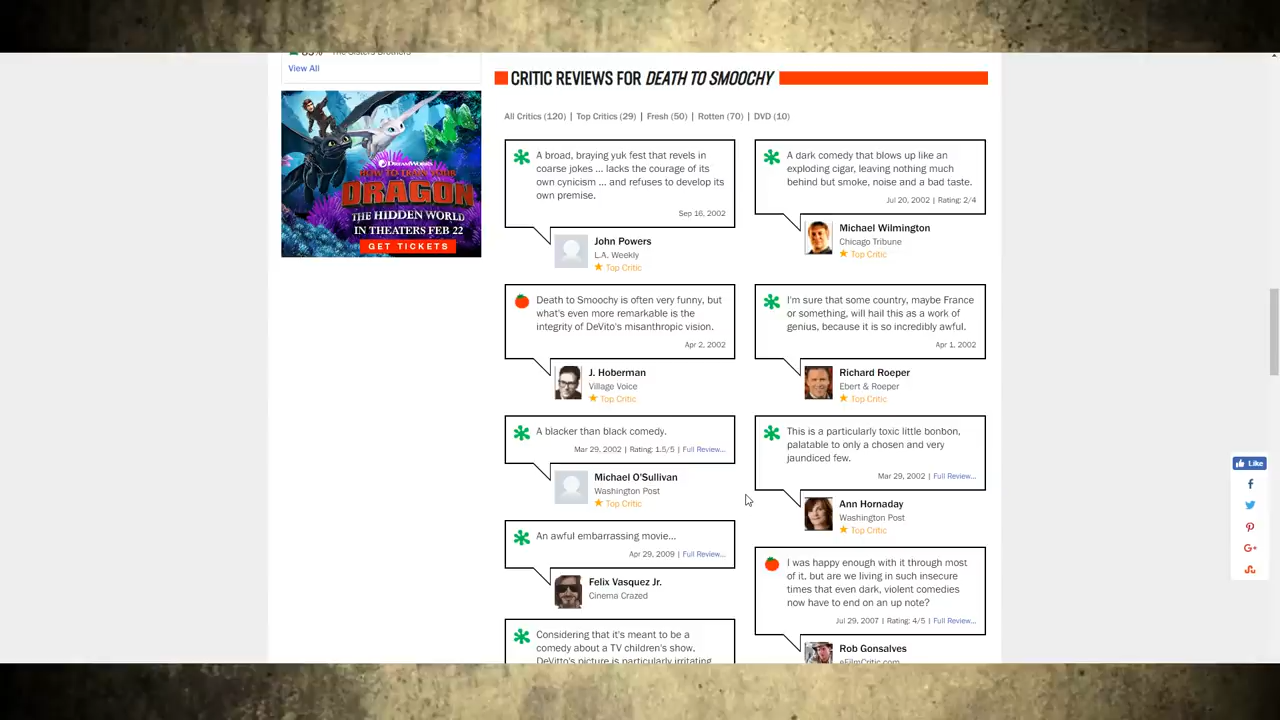 83% The Sisters Brothers
View All
DREAMWORKS
HOW TO TRAIN YOUR
DRAGON
THE HIDDEN WORLD
IN THEATERS FEB 22
GET TICKETS
CRITIC REVIEWS FOR DEATH TO SMOOCHY
All Critics (120) | Top Critics (29) | Fresh (50) | Rotten (70) | DVD (10)
A broad, braying yuk fest that revels in
coarse jokes ... lacks the courage of its
own cynicism ... and refuses to develop its
own premise.
Sep 16, 2002
John Powers
L.A. Weekly
Top Critic
A dark comedy that blows up like an
exploding cigar, leaving nothing much
behind but smoke, noise and a bad taste.
Jul 20, 2002 | Rating: 2/4
Michael Wilmington
Chicago Tribune
Top Critic
Death to Smoochy is often very funny, but
what's even more remarkable is the
integrity of DeVito's misanthropic vision.
Apr 2, 2002
J. Hoberman
Village Voice
Top Critic
I'm sure that some country, maybe France
or something, will hail this as a work of
genius, because it is so incredibly awful.
Apr 1, 2002
Richard Roeper
Ebert & Roeper
Top Critic
A blacker than black comedy.
Mar 29, 2002 | Rating: 1.5/5 | Full Review...
Michael O'Sullivan
Washington Post
Top Critic
This is a particularly toxic little bonbon,
palatable to only a chosen and very
jaundiced few.
Mar 29, 2002 | Full Review...
Ann Hornaday
Washington Post
Top Critic
An awful embarrassing movie...
Apr 29, 2009 | Full Review...
Felix Vasquez Jr.
Cinema Crazed
I was happy enough with it through most
of it, but are we living in such insecure
times that even dark, violent comedies
now have to end on an up note?
Jul 29, 2007 | Rating: 4/5 | Full Review...
Rob Gonsalves
eFilmCritic.com
Considering that it's meant to be a
comedy about a TV children's show,
DeVitto's picture is particularly irritating
Like